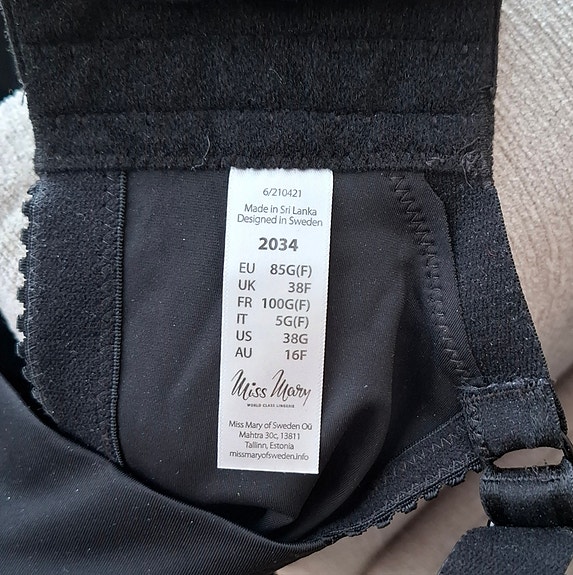 6/210421
Made in Sri Lanka
Designed in Sweden
2034
EU 85G(F)
UK 38F
FR 100G(F)
IT 5G(F)
US 38G
AU 16F
Miss Mary
WORLD CLASS LINGERIE
Miss Mary of Sweden OÜ
Mahtra 30c, 13811
Tallinn, Estonia
missmaryofsweden.info